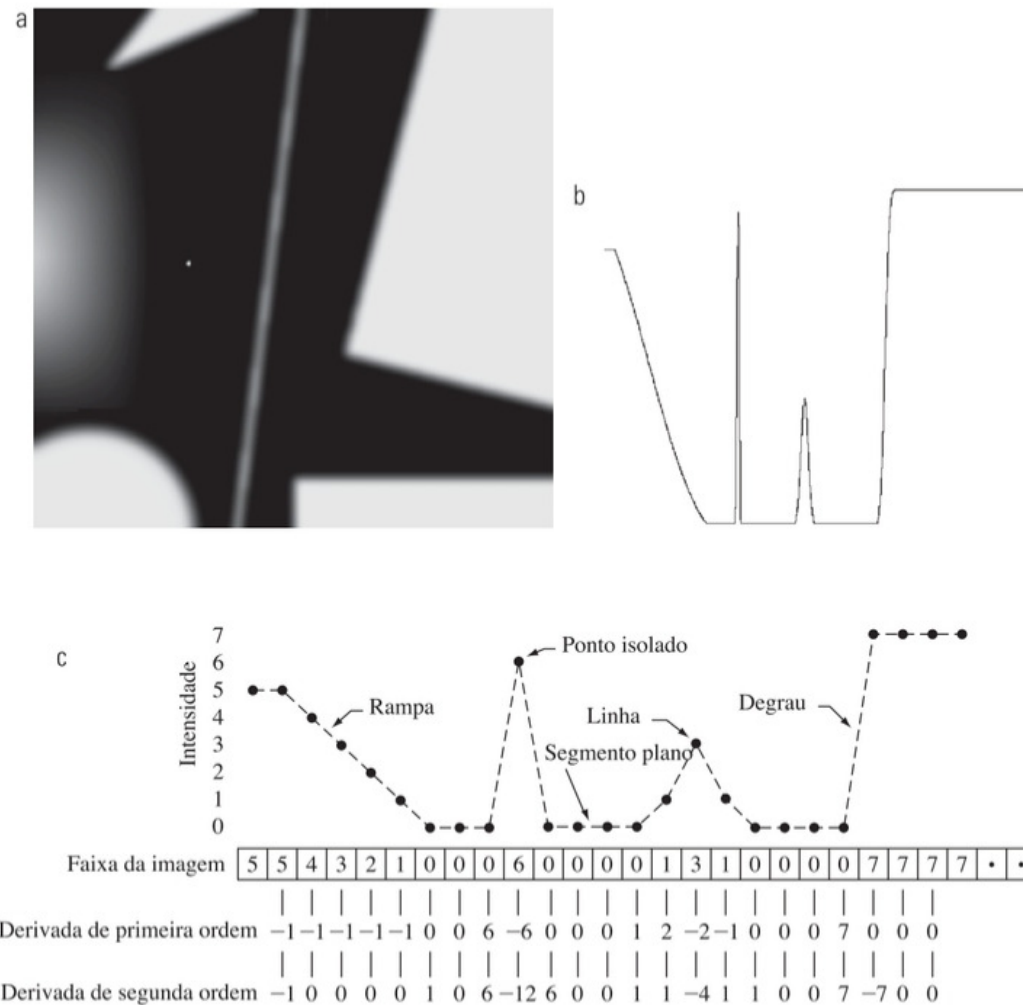 a
b
c
Intensidade
7
6
5
4
3
2
1
0
Rampa
Ponto isolado
Linha
Segmento plano
Degrau
Faixa da imagem 5 5 4 3 2 1 0 0 0 6 0 0 0 0 1 3 1 0 0 0 0 7 7 7 7 • •
Derivada de primeira ordem −1 −1 −1 −1 −1 0 0 6 −6 0 0 0 1 2 −2 −1 0 0 0 7 0 0 0
Derivada de segunda ordem −1 0 0 0 0 1 0 6 −12 6 0 0 1 1 −4 1 1 0 0 7 −7 0 0